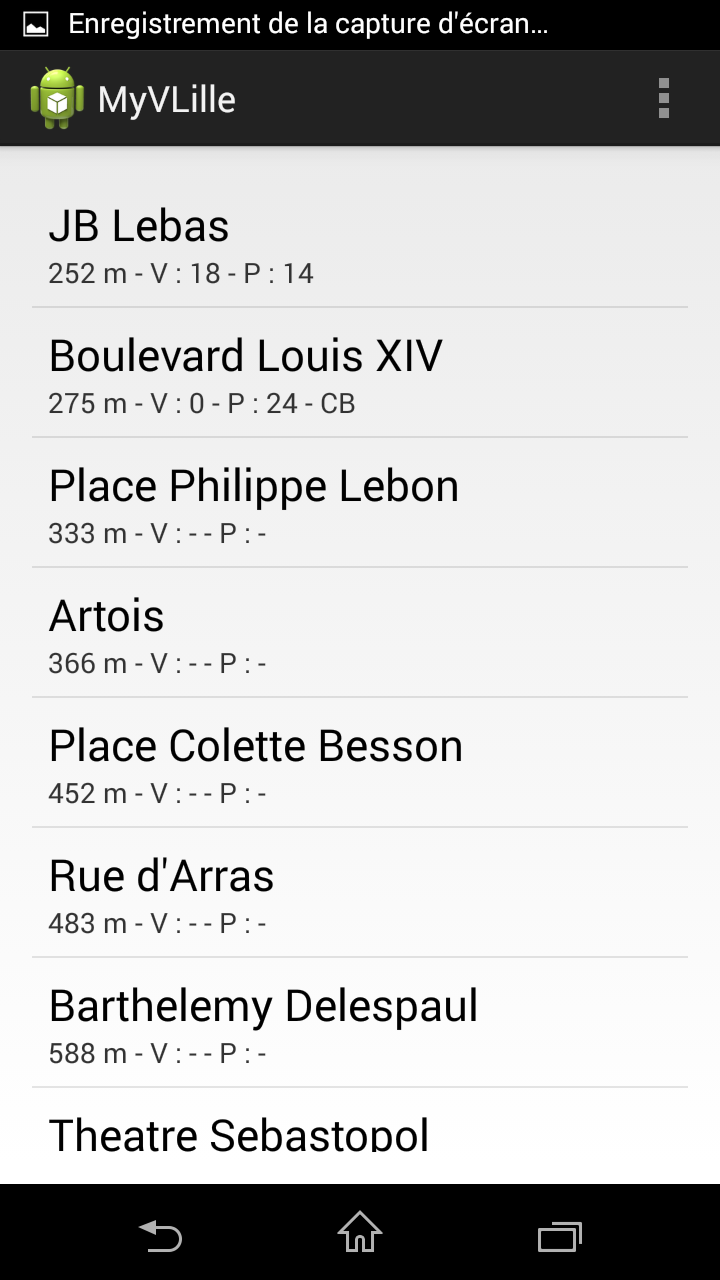 Enregistrement de la capture d'écran...
MyVLille
JB Lebas
252 m - V : 18 - P : 14
Boulevard Louis XIV
275 m - V : 0 - P : 24 - CB
Place Philippe Lebon
333 m - V : - - P : -
Artois
366 m - V : - - P : -
Place Colette Besson
452 m - V : - - P : -
Rue d'Arras
483 m - V : - - P : -
Barthelemy Delespaul
588 m - V : - - P : -
Theatre Sebastopol